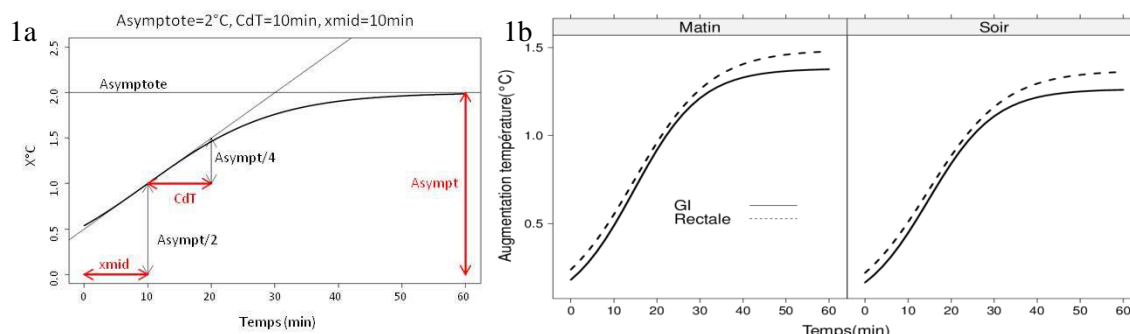 1a
Asymptote=2°C, CdT=10min, xmid=10min
X°C
2.5
2.0
1.5
1.0
0.5
0.0
Asymptote
Asympt/4
CdT
Asympt/2
xmid
Asympt
0 10 20 30 40 50 60
Temps (min)
1b
0 10 20 30 40 50 60
Matin Soir
Augmentation température(°C)
1.5
1.0
0.5
GI
Rectale
0 10 20 30 40 50 60
Temps(min)